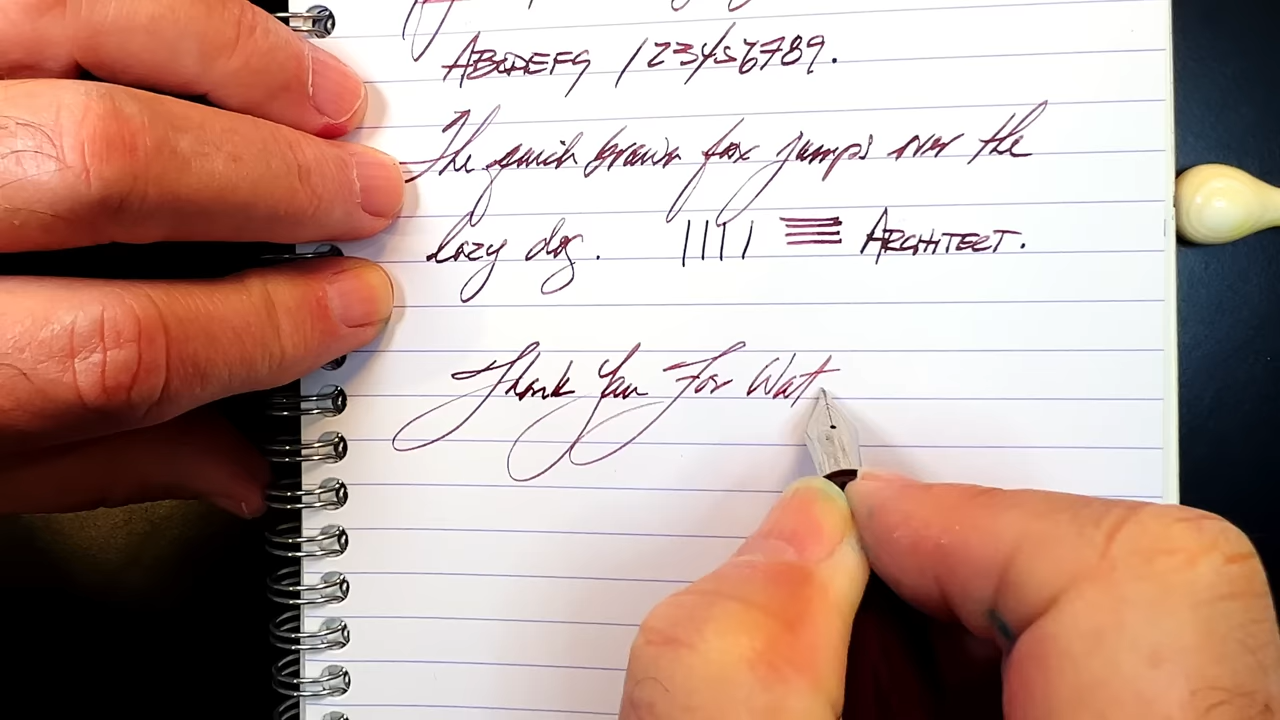 ABCDEFG 123456789.
The quick brown fox jumps over the
lazy dog. ARCHITECT.
Thank You For Wat